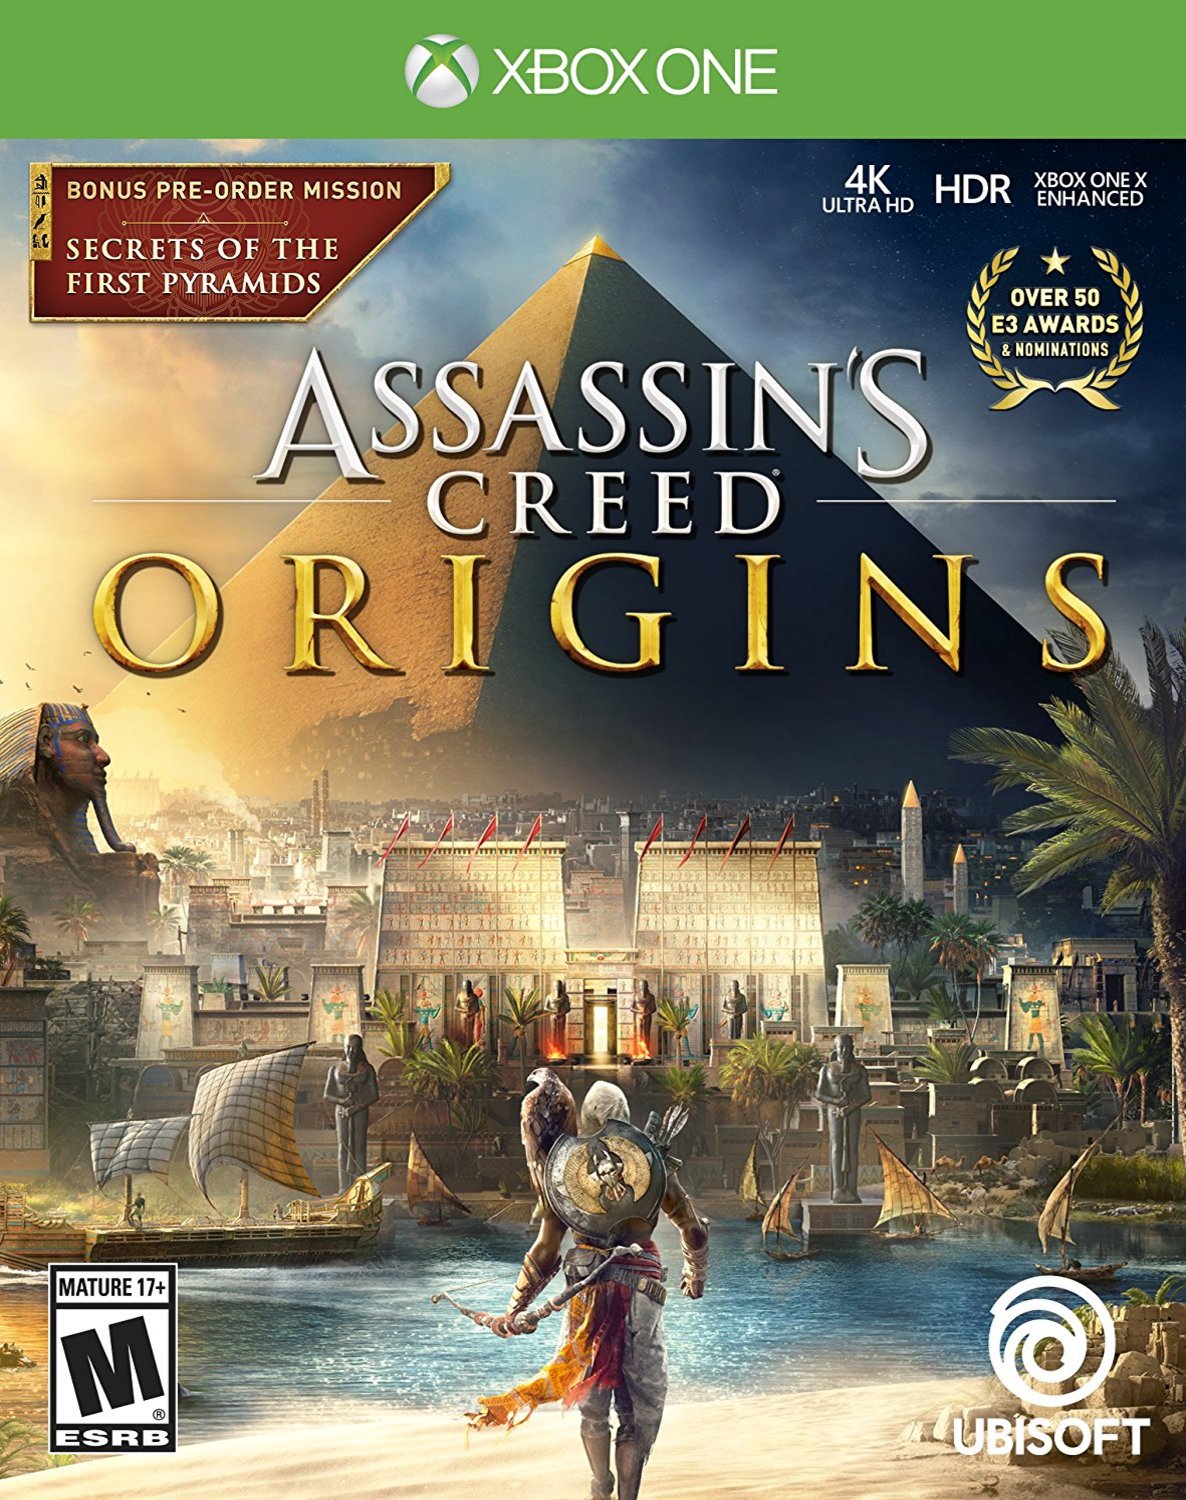 XBOX ONE
BONUS PRE-ORDER MISSION
SECRETS OF THE
FIRST PYRAMIDS
4K
ULTRA HD
HDR
XBOX ONE X
ENHANCED
OVER 50
E3 AWARDS
& NOMINATIONS
ASSASSIN'S
CREED®
ORIGINS
MATURE 17+
M®
ESRB
UBISOFT